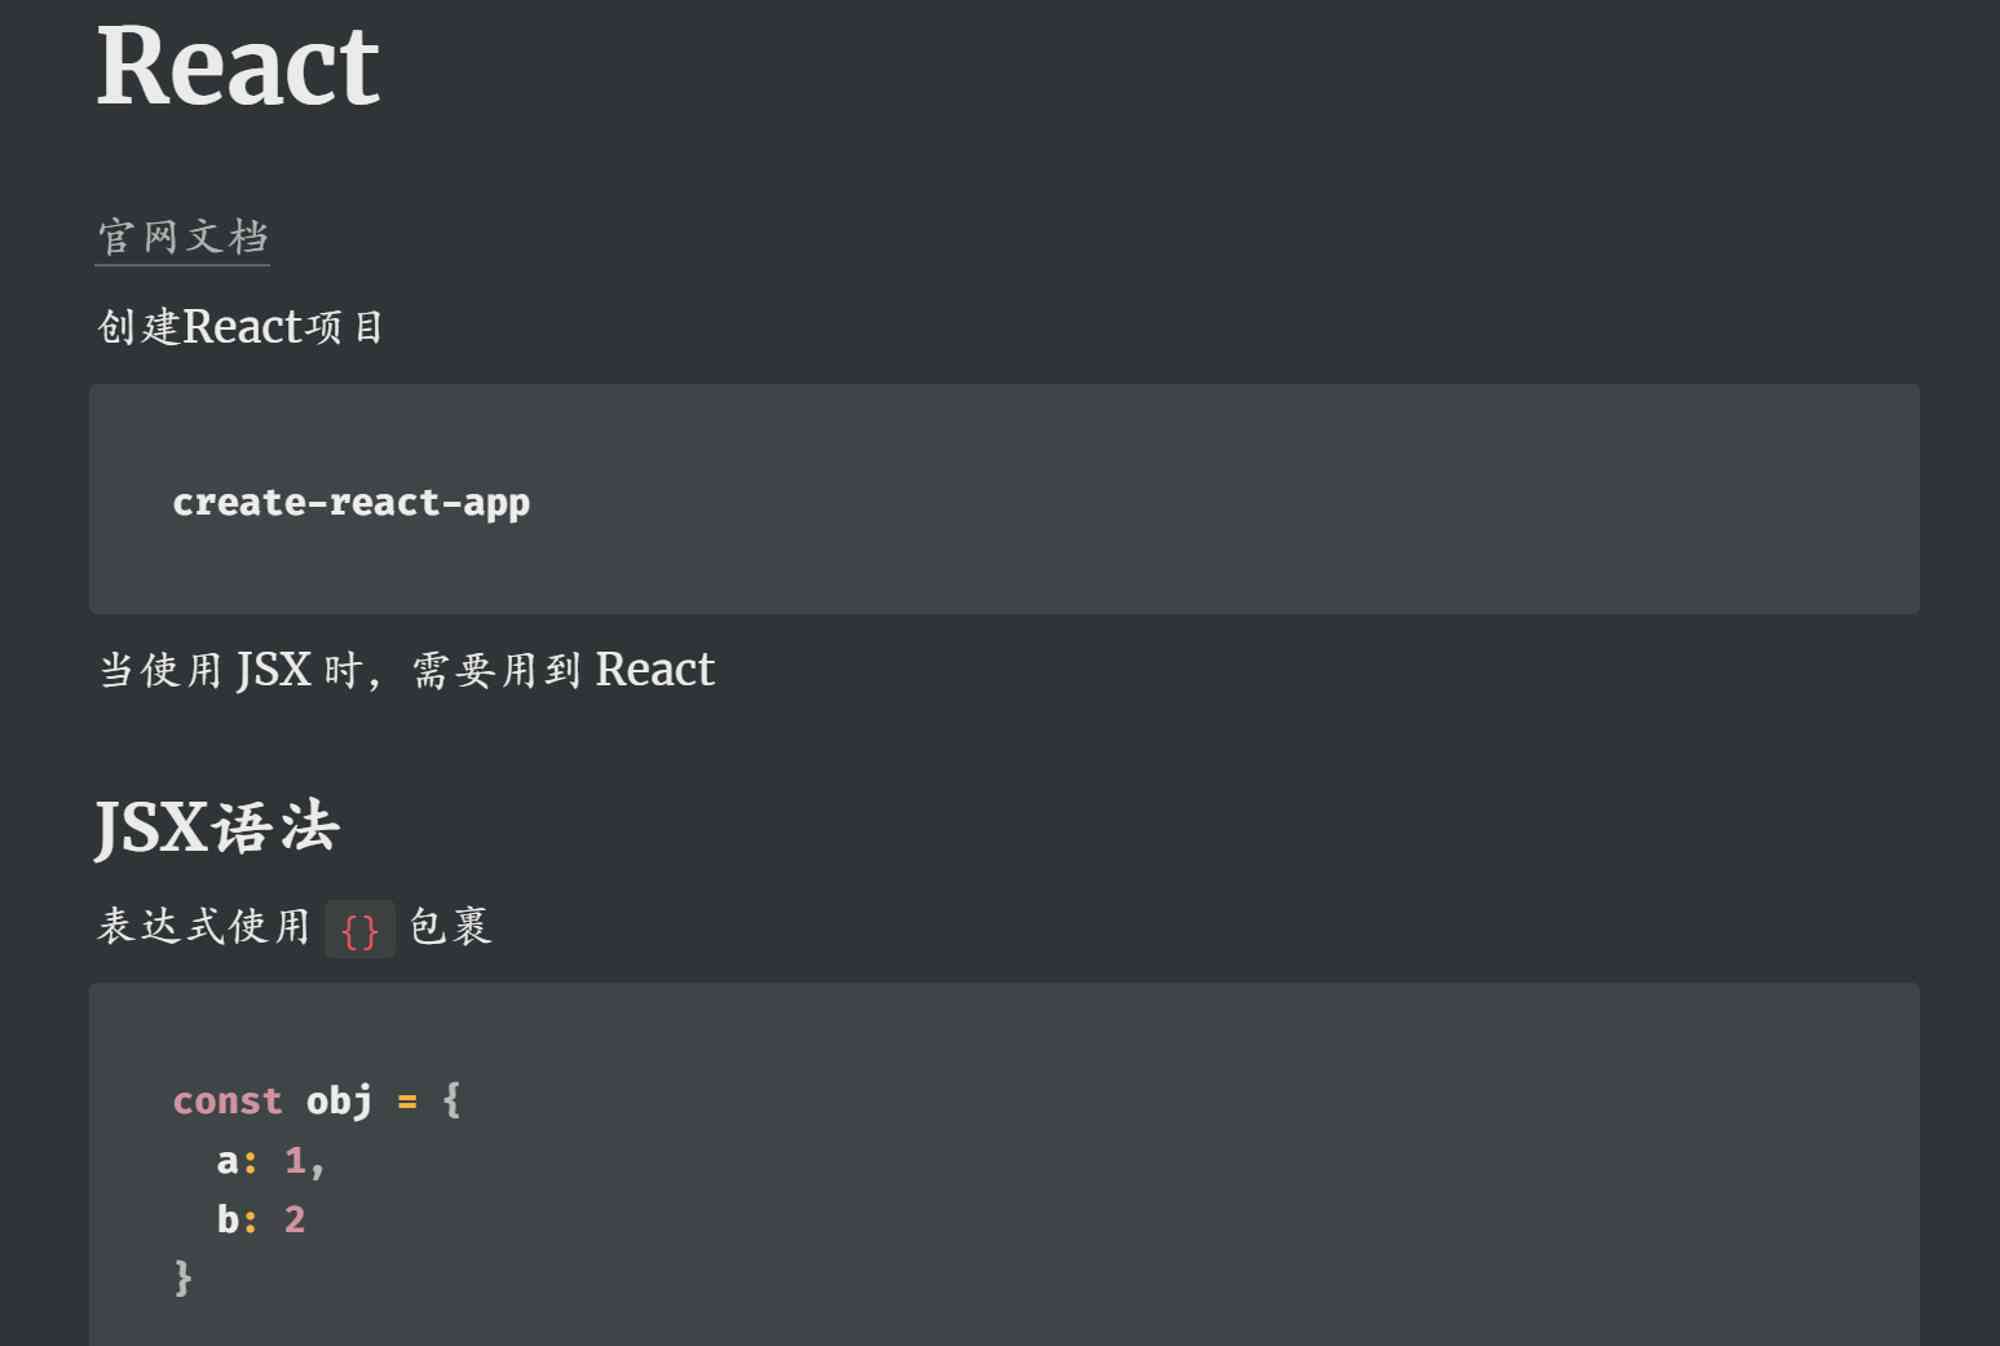 React
官网文档
创建React项目
create-react-app
当使用 JSX 时，需要用到 React
JSX语法
表达式使用 {} 包裹
const obj = {
  a: 1,
  b: 2
}